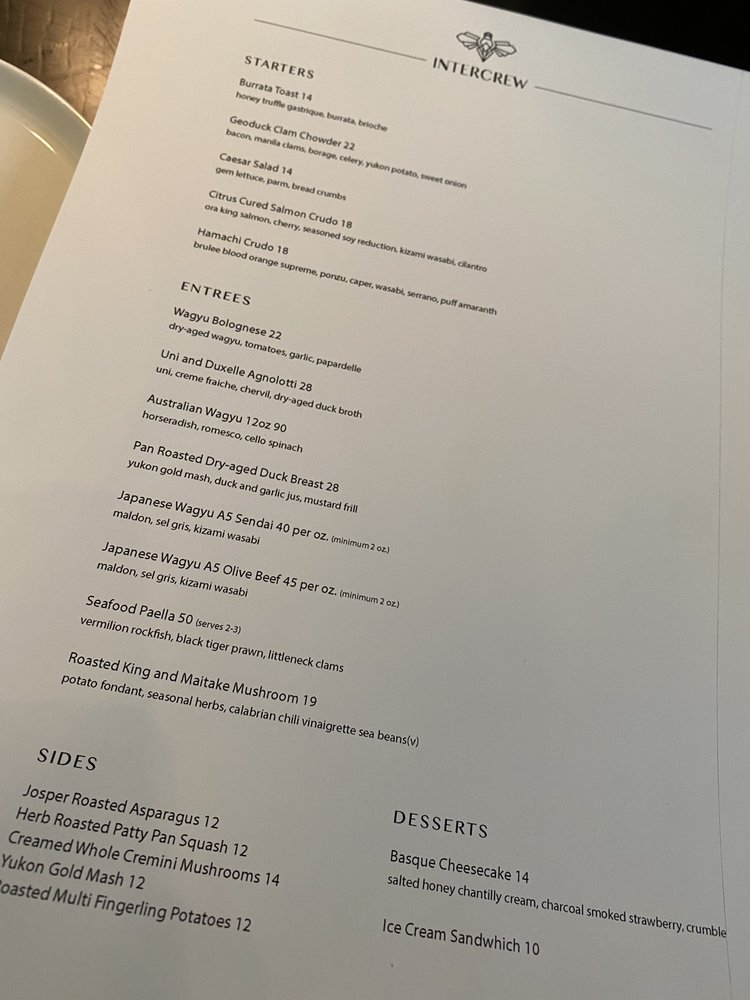 INTERCREW
STARTERS
Burrata Toast 14
honey truffle gastrique, burrata, brioche
Geoduck Clam Chowder 22
bacon, manila clams, borage, celery, yukon potato, sweet onion
Caesar Salad 14
gem lettuce, parm, bread crumbs
Citrus Cured Salmon Crudo 18
ora king salmon, cherry, seasoned soy reduction, kizami wasabi, cilantro
Hamachi Crudo 18
brulee blood orange supreme, ponzu, caper, wasabi, serrano, puff amaranth
ENTREES
Wagyu Bolognese 22
dry-aged wagyu, tomatoes, garlic, papardelle
Uni and Duxelle Agnolotti 28
uni, creme fraiche, chervil, dry-aged duck broth
Australian Wagyu 12oz 90
horseradish, romesco, cello spinach
Pan Roasted Dry-aged Duck Breast 28
yukon gold mash, duck and garlic jus, mustard frill
Japanese Wagyu A5 Sendai 40 per oz. (minimum 2 oz.)
maldon, sel gris, kizami wasabi
Japanese Wagyu A5 Olive Beef 45 per oz. (minimum 2 oz.)
maldon, sel gris, kizami wasabi
Seafood Paella 50 (serves 2-3)
vermilion rockfish, black tiger prawn, littleneck clams
Roasted King and Maitake Mushroom 19
potato fondant, seasonal herbs, calabrian chili vinaigrette sea beans(v)
SIDES
Josper Roasted Asparagus 12
Herb Roasted Patty Pan Squash 12
Creamed Whole Cremini Mushrooms 14
Yukon Gold Mash 12
oasted Multi Fingerling Potatoes 12
DESSERTS
Basque Cheesecake 14
salted honey chantilly cream, charcoal smoked strawberry, crumble
Ice Cream Sandwhich 10